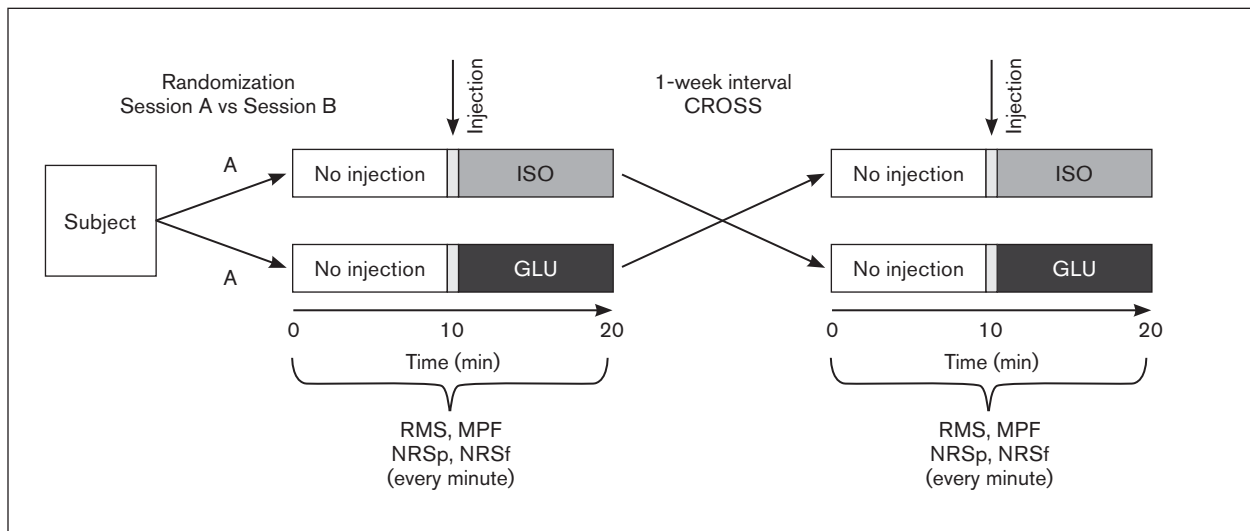 Randomization
Session A vs Session B
Injection
1-week interval
CROSS
Injection
Subject
A
A
No injection
ISO
No injection
GLU
0
10
20
Time (min)
RMS, MPF
NRSp, NRSf
(every minute)
No injection
ISO
No injection
GLU
0
10
20
Time (min)
RMS, MPF
NRSp, NRSf
(every minute)